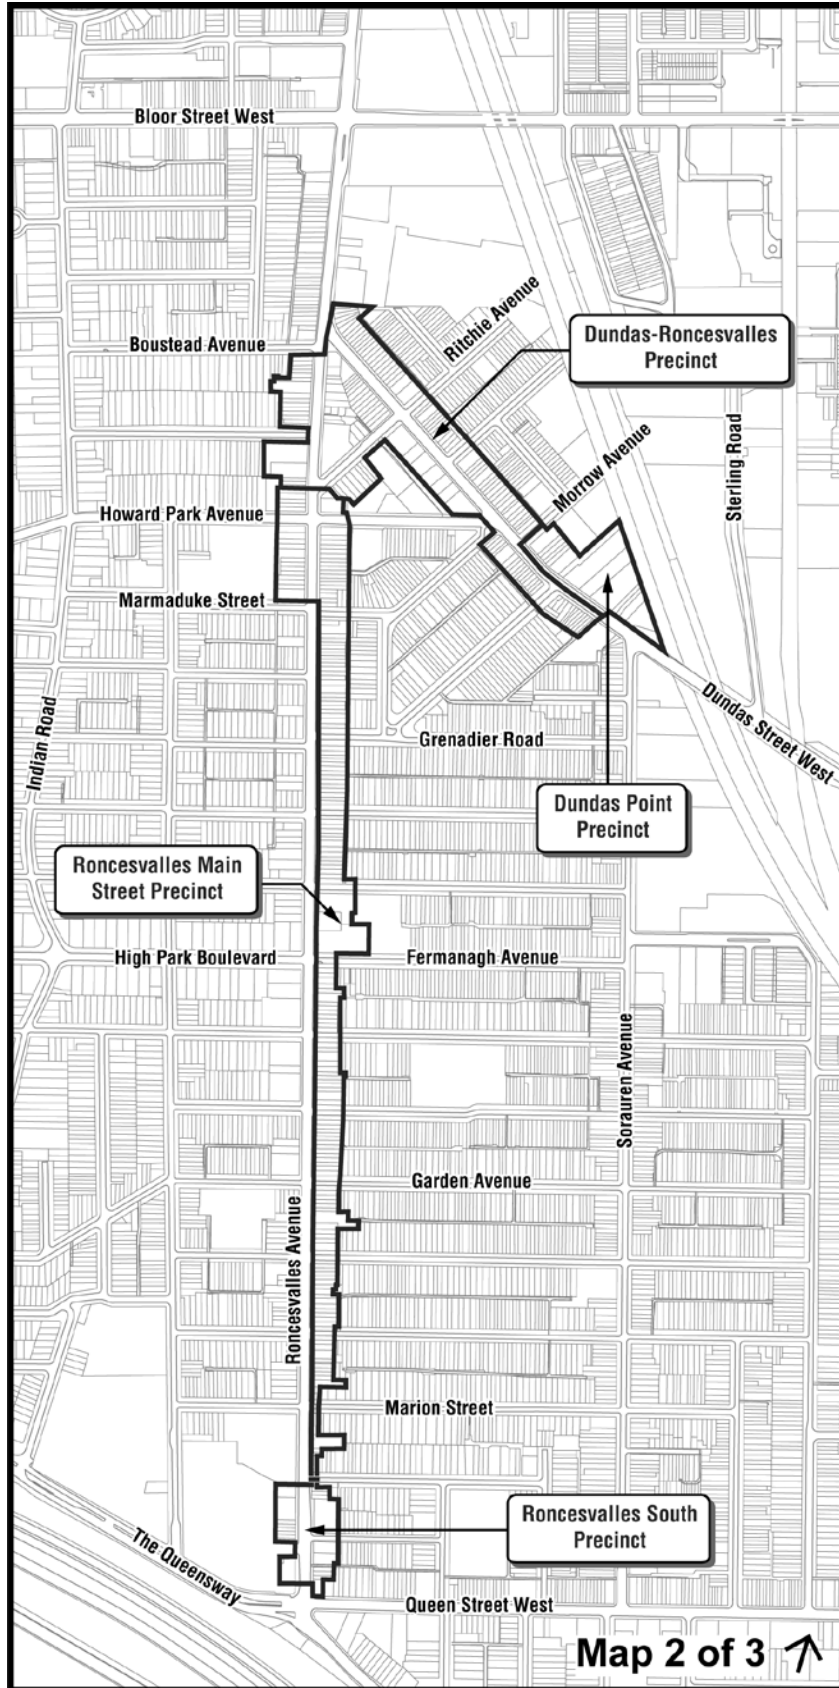 Bloor Street West
Ritchie Avenue
Boustead Avenue
Dundas-Roncesvalles
Precinct
Morrow Avenue
Sterling Road
Howard Park Avenue
Marmaduke Street
Indian Road
Dundas Street West
Grenadier Road
Dundas Point
Precinct
Roncesvalles Main
Street Precinct
High Park Boulevard
Fermanagh Avenue
Sorauren Avenue
Garden Avenue
Roncesvalles Avenue
Marion Street
Roncesvalles South
Precinct
The Queensway
Queen Street West
Map 2 of 3